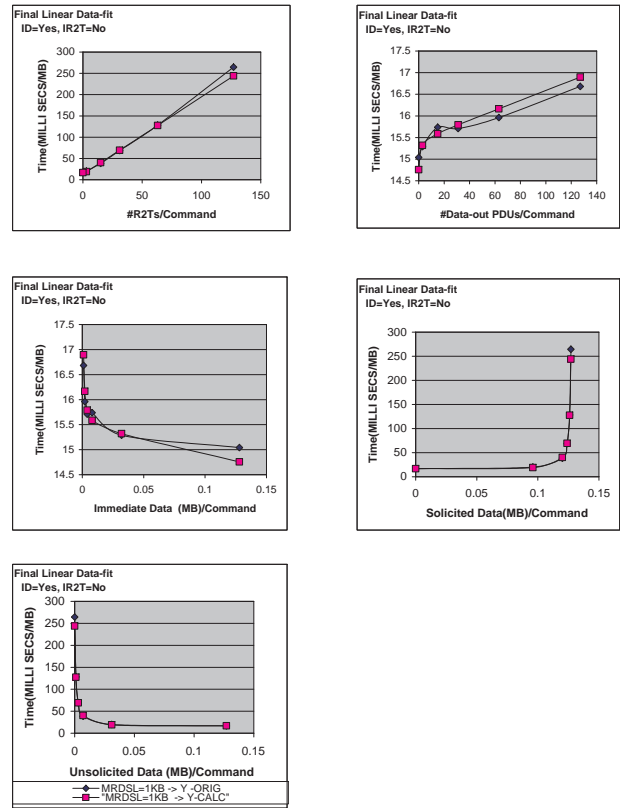 Final Linear Data-fit
ID=Yes, IR2T=No
300
250
200
150
100
50
0
Time(MILLI SECS/MB)
0 50 100 150
#R2Ts/Command
Final Linear Data-fit
ID=Yes, IR2T=No
17.5
17
16.5
16
15.5
15
14.5
Time(MILLI SECS/MB)
0 20 40 60 80 100 120 140
#Data-out PDUs/Command
Final Linear Data-fit
ID=Yes, IR2T=No
17.5
17
16.5
16
15.5
15
14.5
Time(MILLI SECS/MB)
0 0.05 0.1 0.15
Immediate Data (MB)/Command
Final Linear Data-fit
ID=Yes, IR2T=No
300
250
200
150
100
50
0
Time(MILLI SECS/MB)
0 0.05 0.1 0.15
Solicited Data(MB)/Command
Final Linear Data-fit
ID=Yes, IR2T=No
300
250
200
150
100
50
0
Time(MILLI SECS/MB)
0 0.05 0.1 0.15
Unsolicited Data (MB)/Command
MRDSL=1KB -> Y -ORIG
"MRDSL=1KB -> Y-CALC"